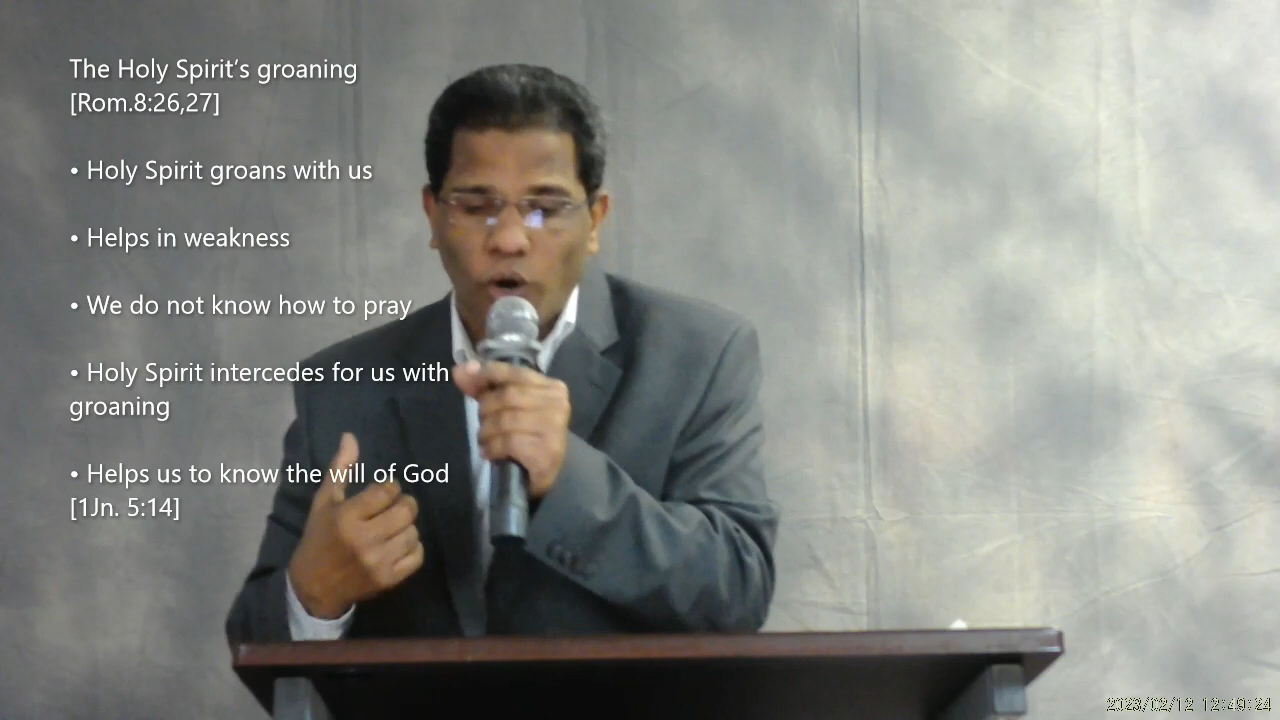 The Holy Spirit's groaning
[Rom.8:26,27]
• Holy Spirit groans with us
• Helps in weakness
• We do not know how to pray
• Holy Spirit intercedes for us with
groaning
• Helps us to know the will of God
[1Jn. 5:14]
2023/02/12 12:49:24